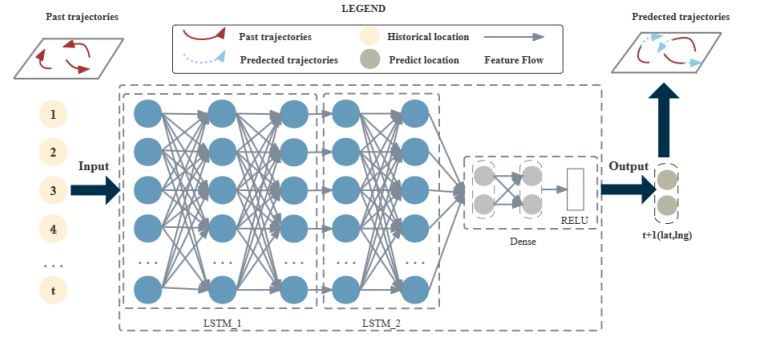 LEGEND
Past trajectories
Predected trajectories
Past trajectories
Historical location
Predected trajectories
Predict location
Feature Flow
1
2
3
4
...
t
Input
...
...
...
...
...
LSTM_1
LSTM_2
Dense
RELU
Output
t+1(lat,lng)